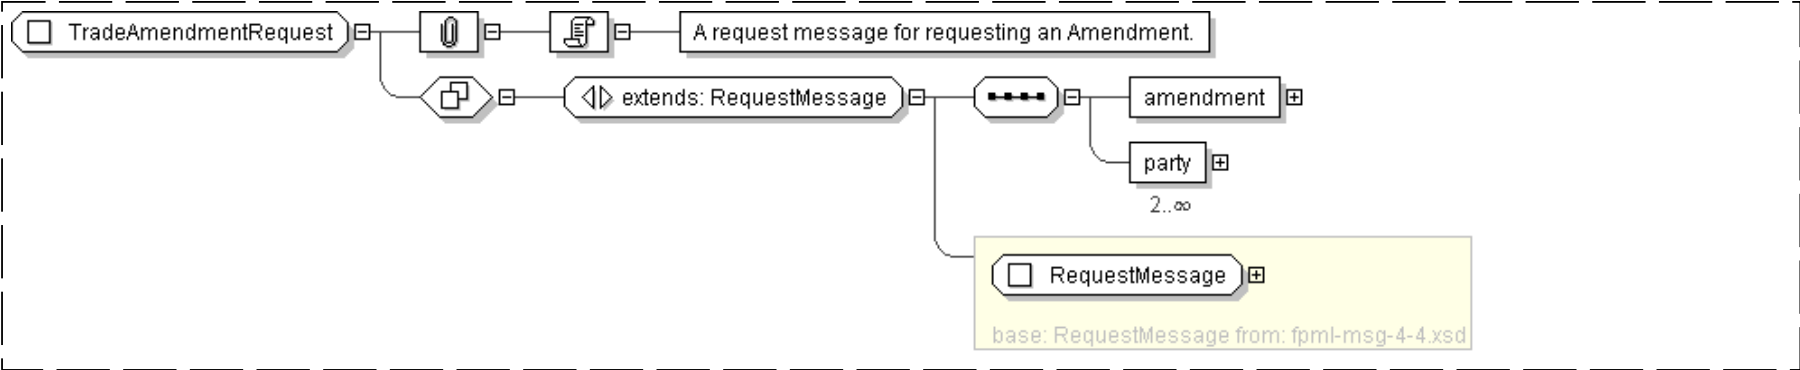 TradeAmendmentRequest
A request message for requesting an Amendment.
extends: RequestMessage
amendment
party
2..∞
RequestMessage
base: RequestMessage from: fpml-msg-4-4.xsd